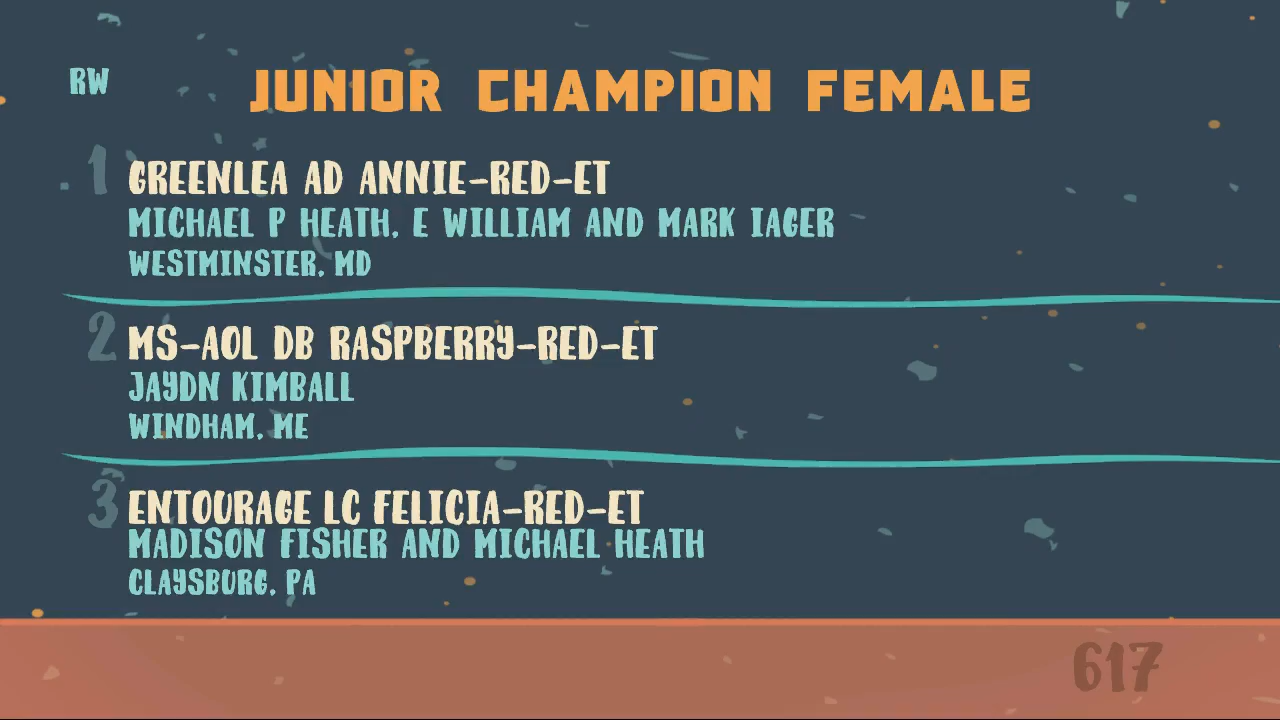 RW
JUNIOR CHAMPION FEMALE
1
GREENLEA AD ANNIE-RED-ET
MICHAEL P HEATH, E WILLIAM AND MARK IAGER
WESTMINSTER, MD
2
MS-AOL DB RASPBERRY-RED-ET
JAYDN KIMBALL
WINDHAM, ME
3
ENTOURAGE LC FELICIA-RED-ET
MADISON FISHER AND MICHAEL HEATH
CLAYSBURG, PA
617